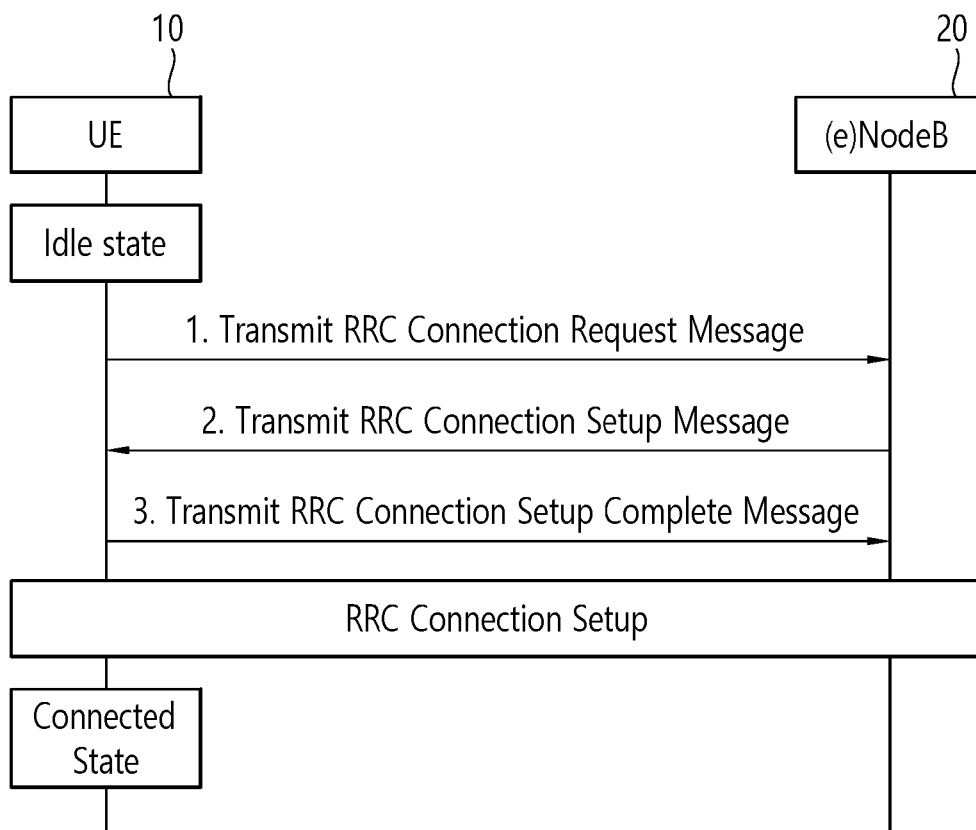 10
20
UE
(e)NodeB
Idle state
1. Transmit RRC Connection Request Message
2. Transmit RRC Connection Setup Message
3. Transmit RRC Connection Setup Complete Message
RRC Connection Setup
Connected
State